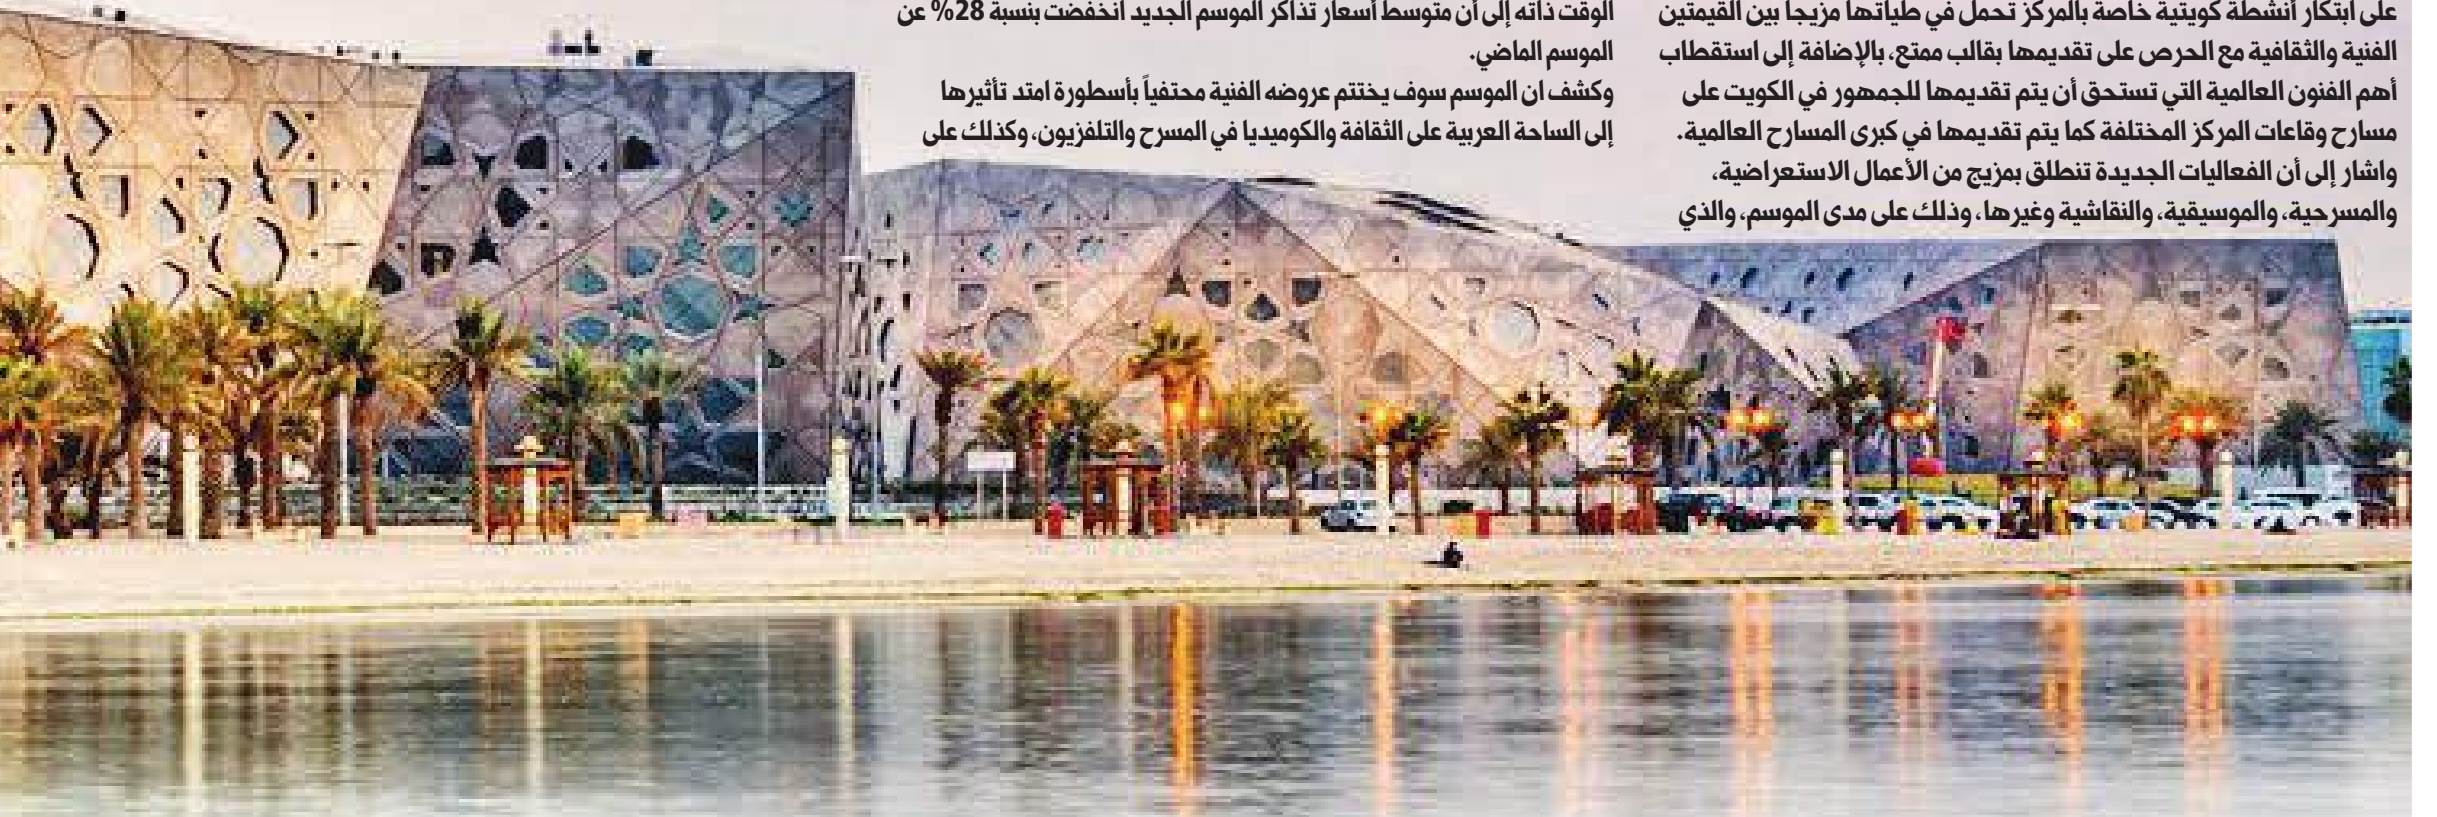 على ابتكار أنشطة كويتية خاصة بالمركز تحمل في طياتها مزيجاً بين القيمتين
الفنية والثقافية مع الحرص على تقديمها بقالب ممتع، بالإضافة إلى استقطاب
أهم الفنون العالمية التي تستحق أن يتم تقديمها للجمهور في الكويت على
مسارح وقاعات المركز المختلفة كما يتم تقديمها في كبرى المسارح العالمية.
واشار إلى أن الفعاليات الجديدة تنطلق بمزيج من الأعمال الاستعراضية،
والمسرحية، والموسيقية، والنقاشية وغيرها، وذلك على مدى الموسم، والذي
الوقت ذاته إلى أن متوسط أسعار تذاكر الموسم الجديد انخفضت بنسبة 28% عن
الموسم الماضي.
وكشف ان الموسم سوف يختتم عروضه الفنية محتفياً بأسطورة امتد تأثيرها
إلى الساحة العربية على الثقافة والكوميديا في المسرح والتلفزيون، وكذلك على